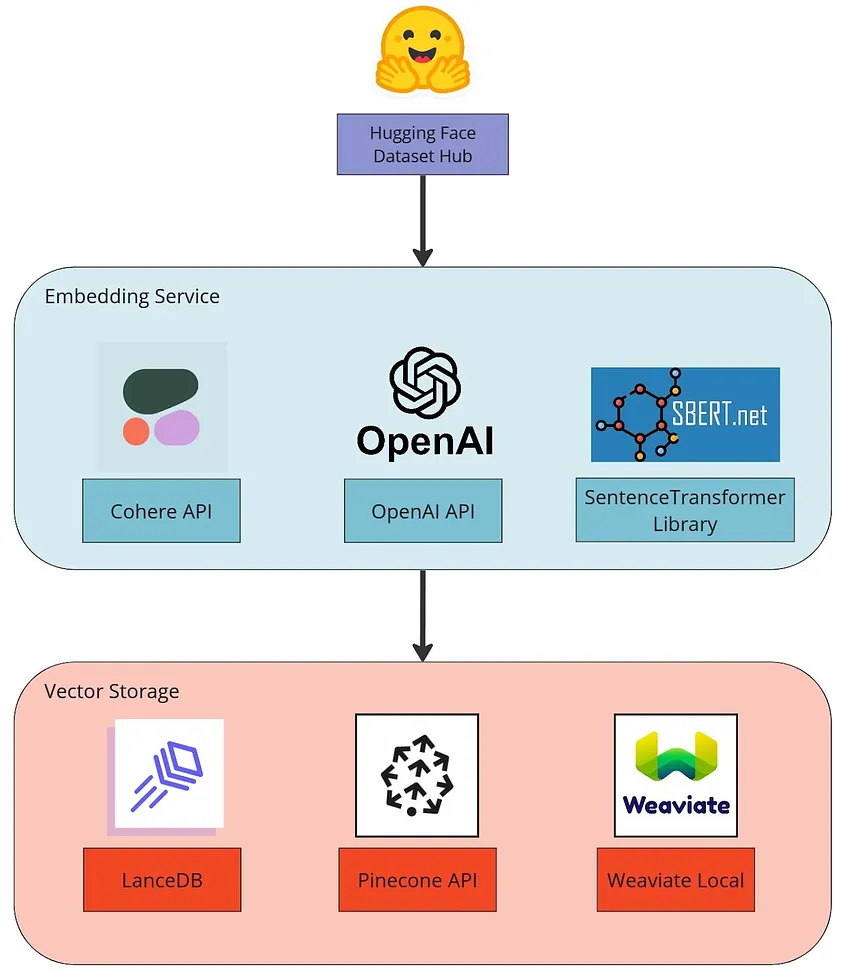 Hugging Face
Dataset Hub
Embedding Service
OpenAI
SBERT.net
Cohere API
OpenAI API
SentenceTransformer
Library
Vector Storage
Weaviate
LanceDB
Pinecone API
Weaviate Local